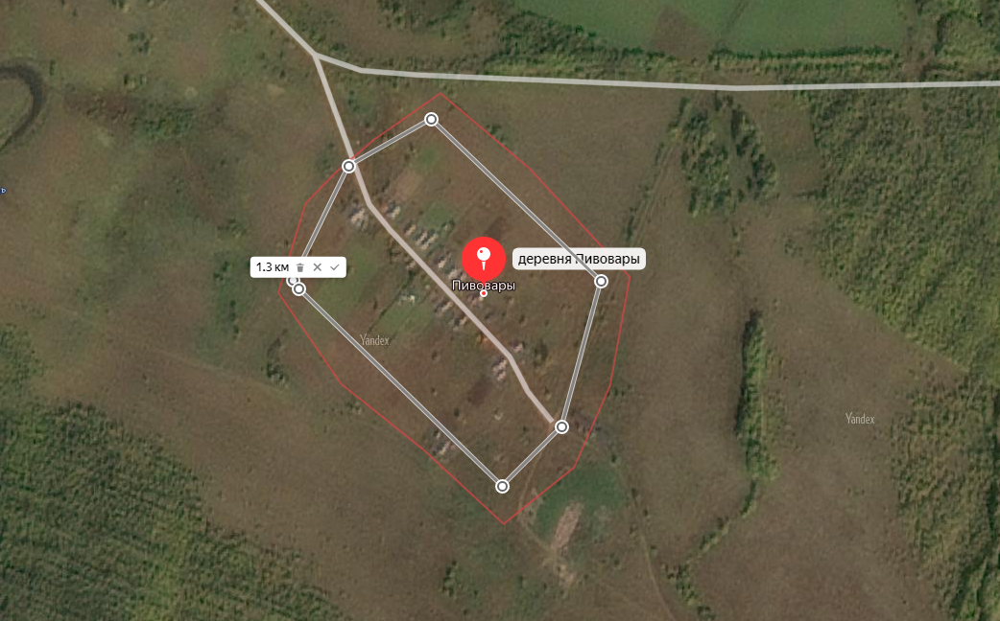 ь
деревня Пивовары
1.3 км
Пивовары
Yandex
Yandex